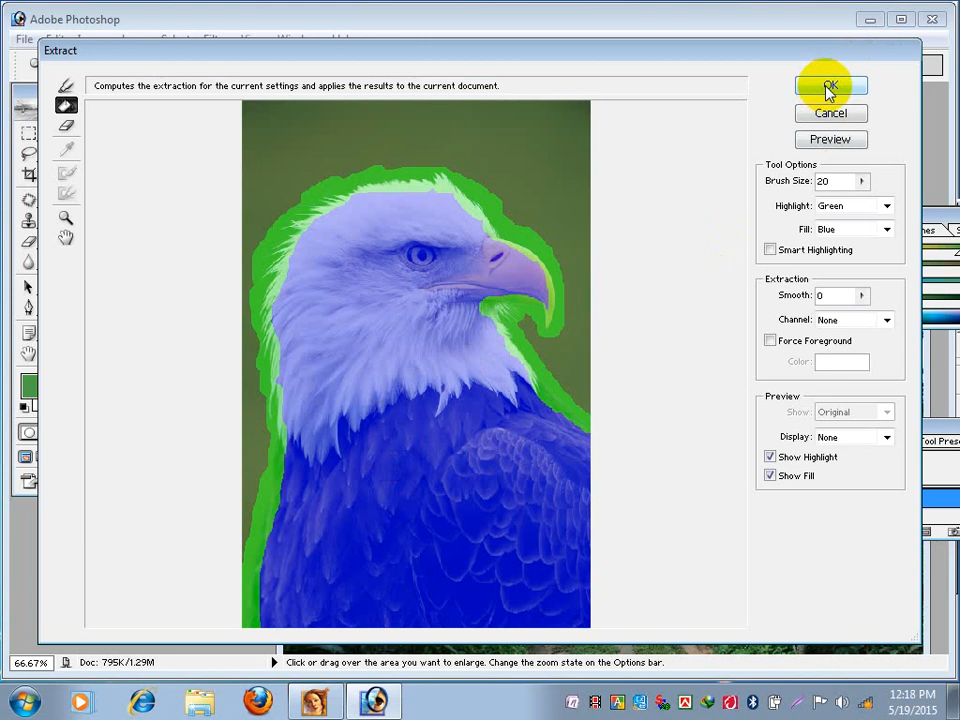 Adobe Photoshop
File
Extract
Computes the extraction for the current settings and applies the results to the current document.
OK
Cancel
Preview
Tool Options
Brush Size: 20
Highlight: Green
Fill: Blue
Smart Highlighting
Extraction
Smooth: 0
Channel: None
Force Foreground
Color:
Preview
Show: Original
Display: None
Show Highlight
Show Fill
Tool Prese
66.67%
Doc: 795K/1.29M
Click or drag over the area you want to enlarge. Change the zoom state on the Options bar.
12:18 PM
5/19/2015